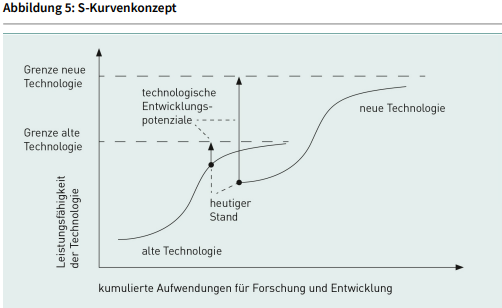 Abbildung 5: S-Kurvenkonzept
Grenze neue
Technologie
technologische
Entwicklungs-
potenziale
neue Technologie
Grenze alte
Technologie
heutiger
Stand
Leistungsfähigkeit
der Technologie
alte Technologie
kumulierte Aufwendungen für Forschung und Entwicklung